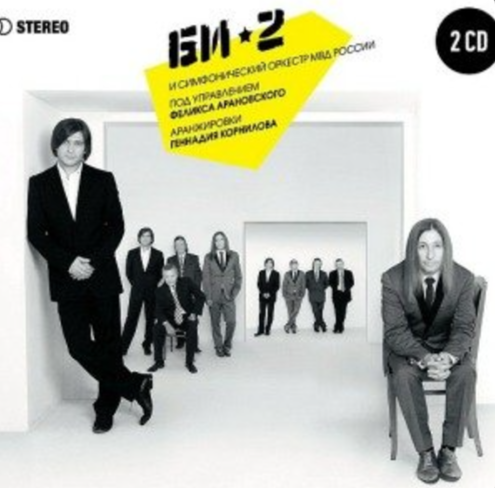 STEREO
БИ★2
2 CD
И СИМФОНИЧЕСКИЙ ОРКЕСТР МВД РОССИИ
ПОД УПРАВЛЕНИЕМ
ФЕЛИКСА АРАНОВСКОГО
АРАНЖИРОВКИ
ГЕННАДИЯ КОРНИЛОВА